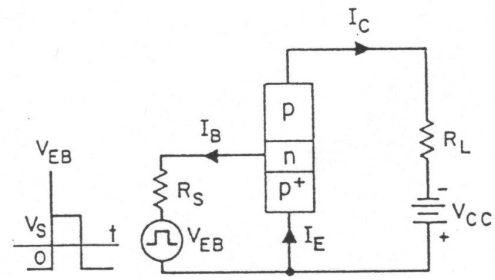 I_C
p
n
p+
I_B
R_L
-
V_CC
+
R_S
V_EB
I_E
V_EB
V_S
0
t